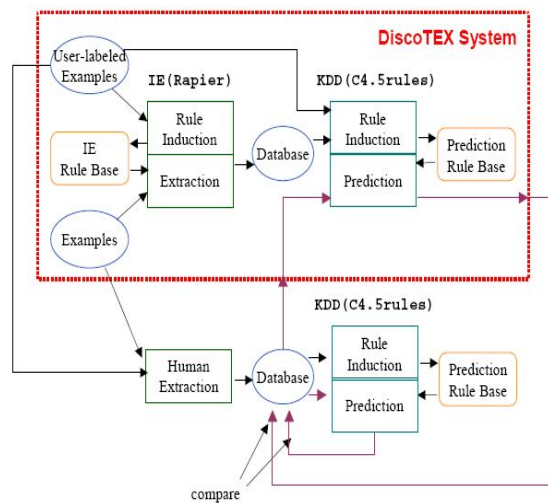 DiscoTEX System
User-labeled
Examples
IE(Rapier)
KDD(C4.5rules)
Rule
Induction
Extraction
IE
Rule Base
Database
Rule
Induction
Prediction
Prediction
Rule Base
Examples
KDD(C4.5rules)
Human
Extraction
Database
Rule
Induction
Prediction
Prediction
Rule Base
compare